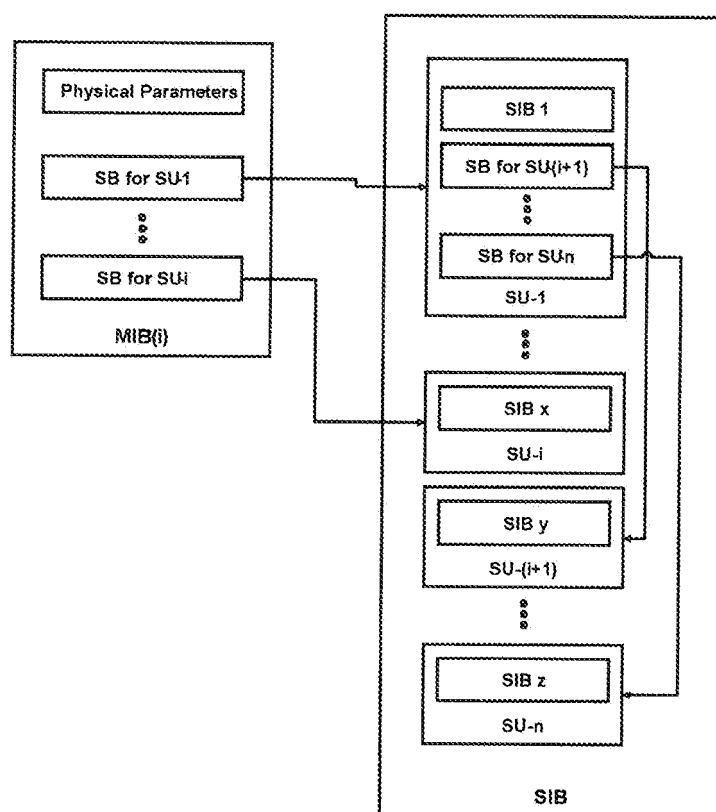 Physical Parameters
SB for SU-1
SB for SU-i
MIB(i)
SIB 1
SB for SU-(i+1)
SB for SU-n
SU-1
SIB x
SU-i
SIB y
SU-(i+1)
SIB z
SU-n
SIB